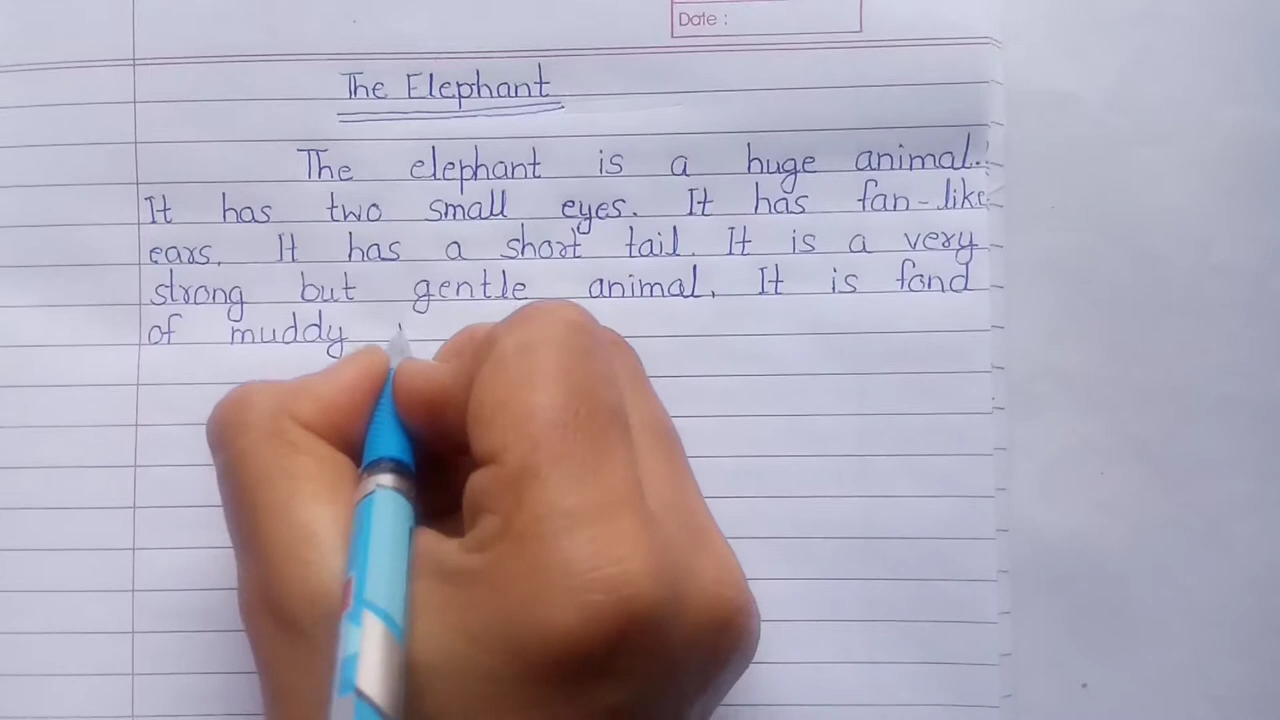 Date :
The Elephant
The elephant is a huge animal.
It has two small eyes. It has fan-like
ears. It has a short tail. It is a very
strong but gentle animal. It is fond
of muddy